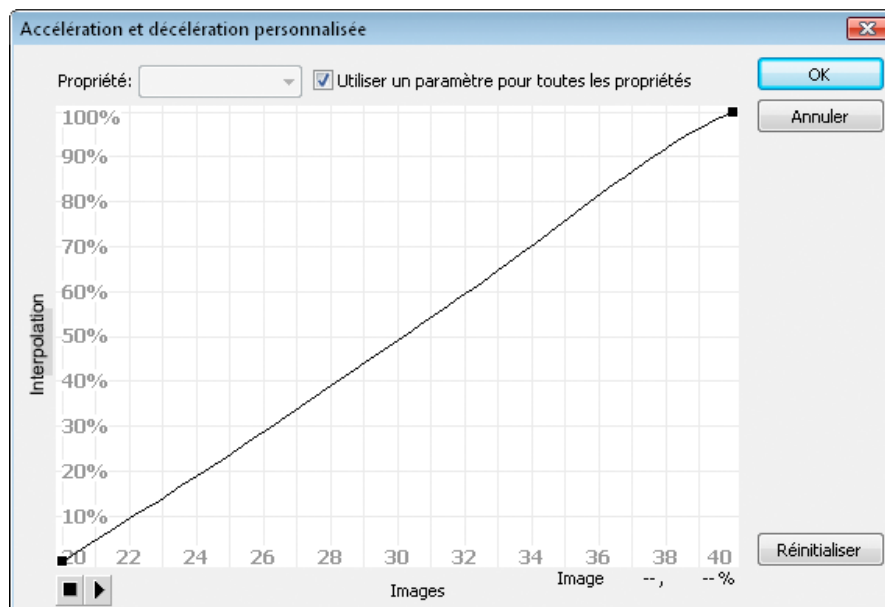 Accélération et décélération personnalisée
Propriété:
Utiliser un paramètre pour toutes les propriétés
OK
Annuler
100%
90%
80%
70%
60%
50%
40%
30%
20%
10%
Interpolation
20 22 24 26 28 30 32 34 36 38 40
Réinitialiser
Image --, --%
Images